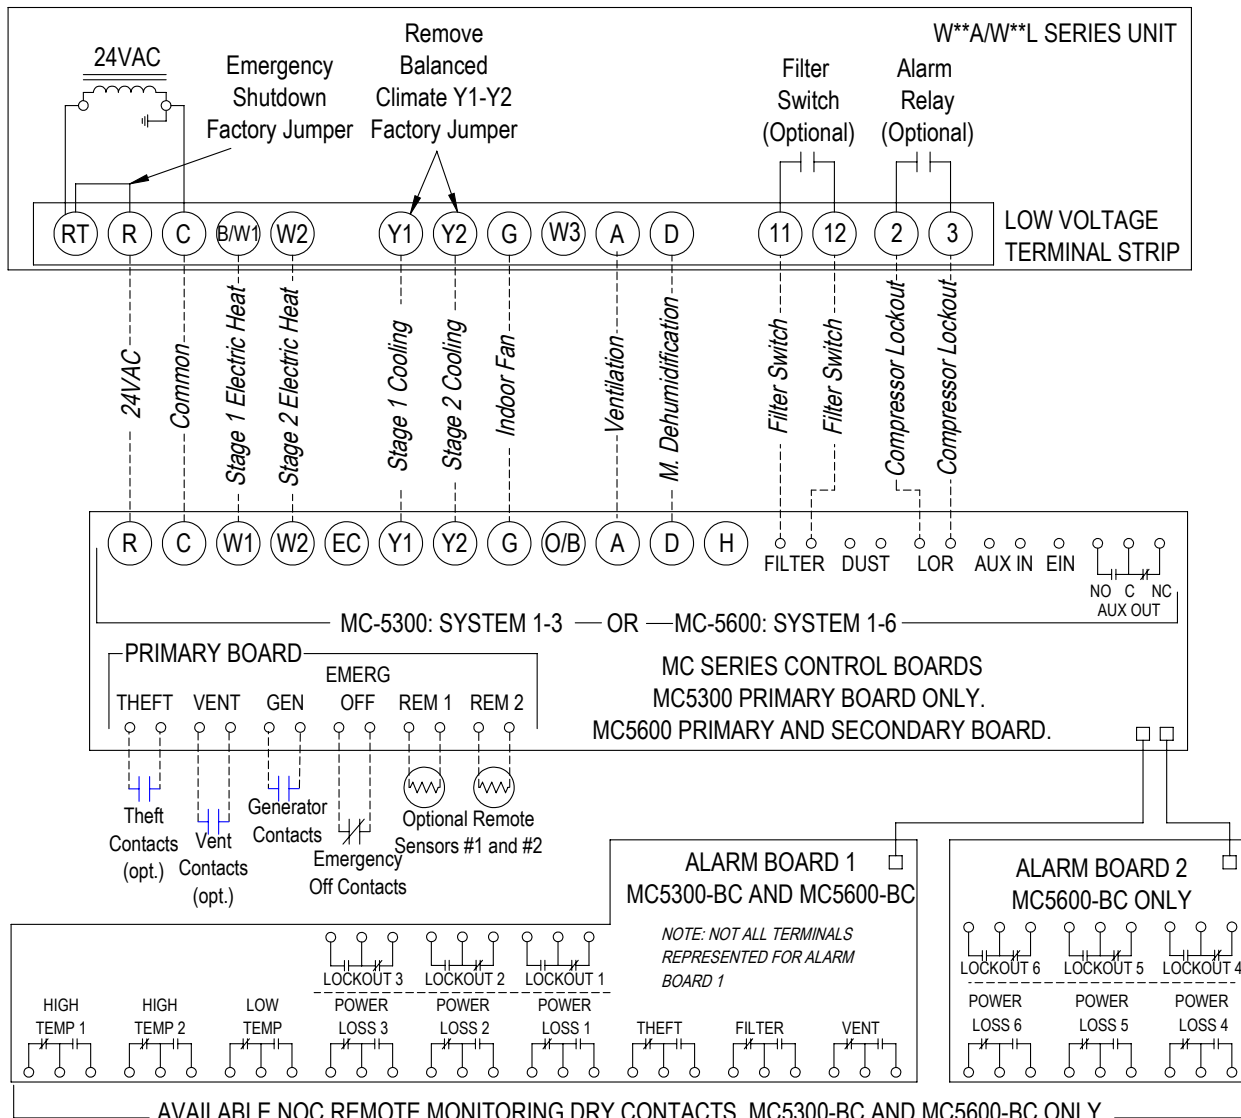 W**A/W**L SERIES UNIT
24VAC
Emergency
Shutdown
Factory Jumper
Remove
Balanced
Climate Y1-Y2
Factory Jumper
Filter
Switch
(Optional)
Alarm
Relay
(Optional)
RT R C B/W1 W2 Y1 Y2 G W3 A D 11 12 2 3
LOW VOLTAGE
TERMINAL STRIP
24VAC
Common
Stage 1 Electric Heat
Stage 2 Electric Heat
Stage 1 Cooling
Stage 2 Cooling
Indoor Fan
Ventilation
M. Dehumidification
Filter Switch
Filter Switch
Compressor Lockout
Compressor Lockout
R C W1 W2 EC Y1 Y2 G O/B A D H
FILTER DUST LOR AUX IN EIN
NO C NC
AUX OUT
MC-5300: SYSTEM 1-3 OR MC-5600: SYSTEM 1-6
PRIMARY BOARD
MC SERIES CONTROL BOARDS
MC5300 PRIMARY BOARD ONLY.
MC5600 PRIMARY AND SECONDARY BOARD.
THEFT VENT GEN EMERG
OFF REM 1 REM 2
Theft
Contacts
(opt.)
Vent
Contacts
(opt.)
Generator
Contacts
Emergency
Off Contacts
Optional Remote
Sensors #1 and #2
ALARM BOARD 1
MC5300-BC AND MC5600-BC
NOTE: NOT ALL TERMINALS
REPRESENTED FOR ALARM
BOARD 1
ALARM BOARD 2
MC5600-BC ONLY
LOCKOUT 3 LOCKOUT 2 LOCKOUT 1
LOCKOUT 6 LOCKOUT 5 LOCKOUT 4
HIGH
TEMP 1
HIGH
TEMP 2
LOW
TEMP
POWER
LOSS 3
POWER
LOSS 2
POWER
LOSS 1
THEFT
FILTER
VENT
POWER
LOSS 6
POWER
LOSS 5
POWER
LOSS 4
AVAILABLE NOC REMOTE MONITORING DRY CONTACTS MC5300-BC AND MC5600-BC ONLY